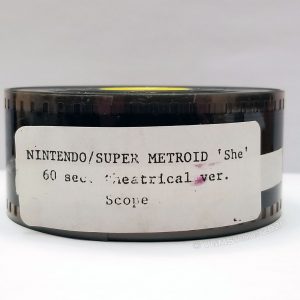 NINTENDO/SUPER METROID 'She'
60 sec. theatrical ver.
Scope